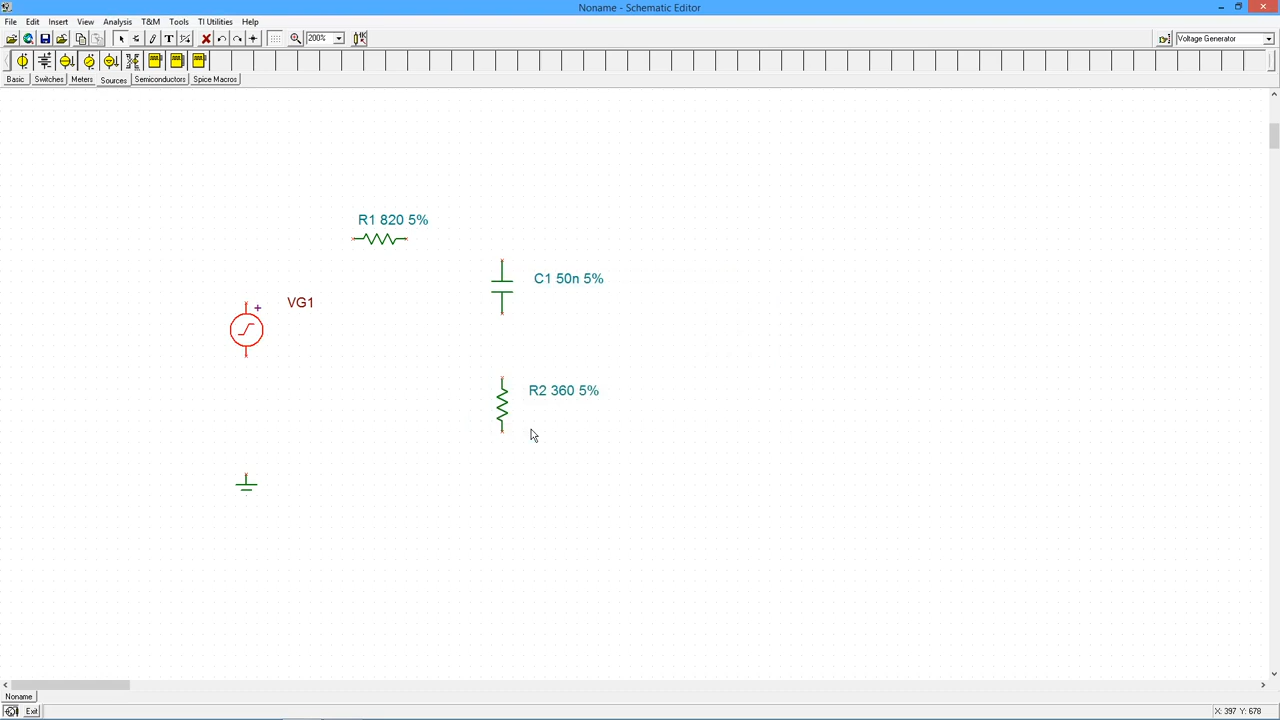 Noname - Schematic Editor
File Edit Insert View Analysis T&M Tools TI Utilities Help
T 200% Voltage Generator
Basic Switches Meters Sources Semiconductors Spice Macros
R1 820 5%
C1 50n 5%
+ VG1
R2 360 5%
Noname
Exit X: 397 Y: 678